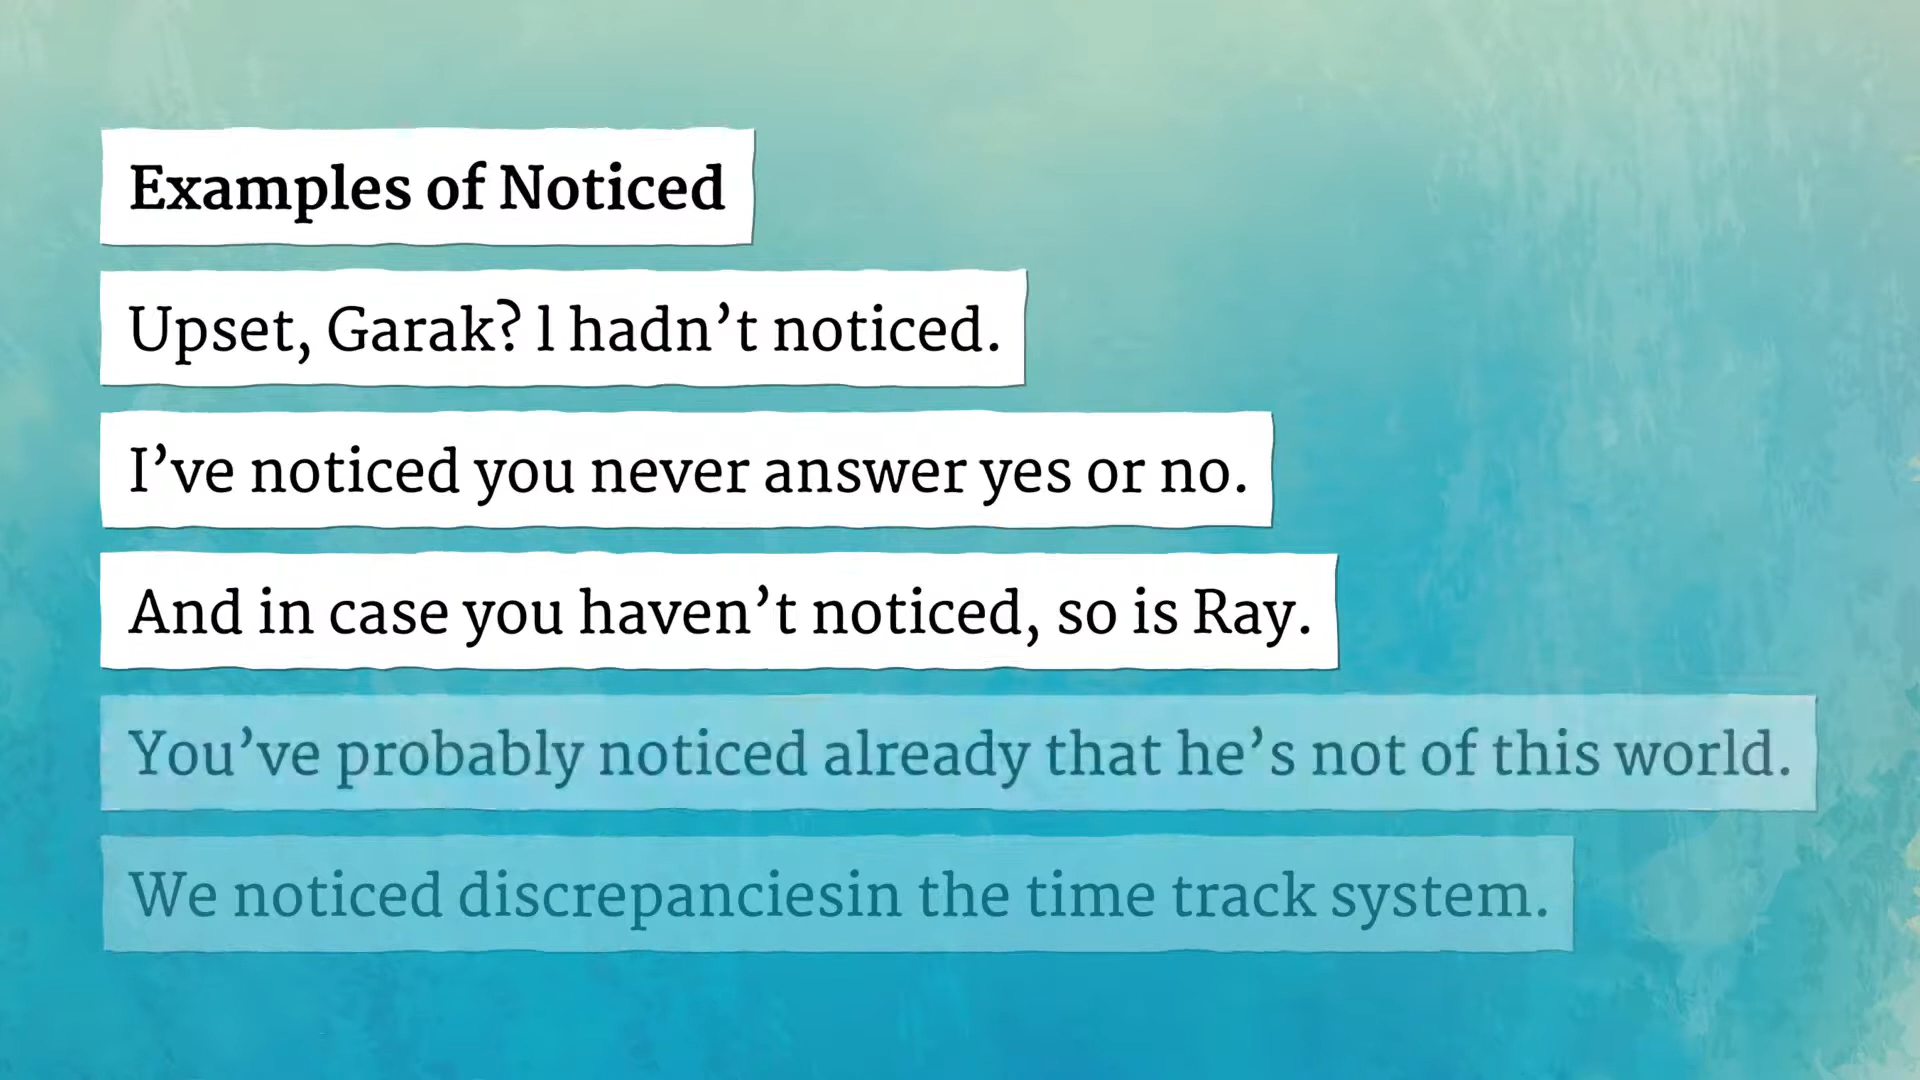 Examples of Noticed
Upset, Garak? l hadn’t noticed.
I’ve noticed you never answer yes or no.
And in case you haven’t noticed, so is Ray.
You’ve probably noticed already that he’s not of this world.
We noticed discrepanciesin the time track system.